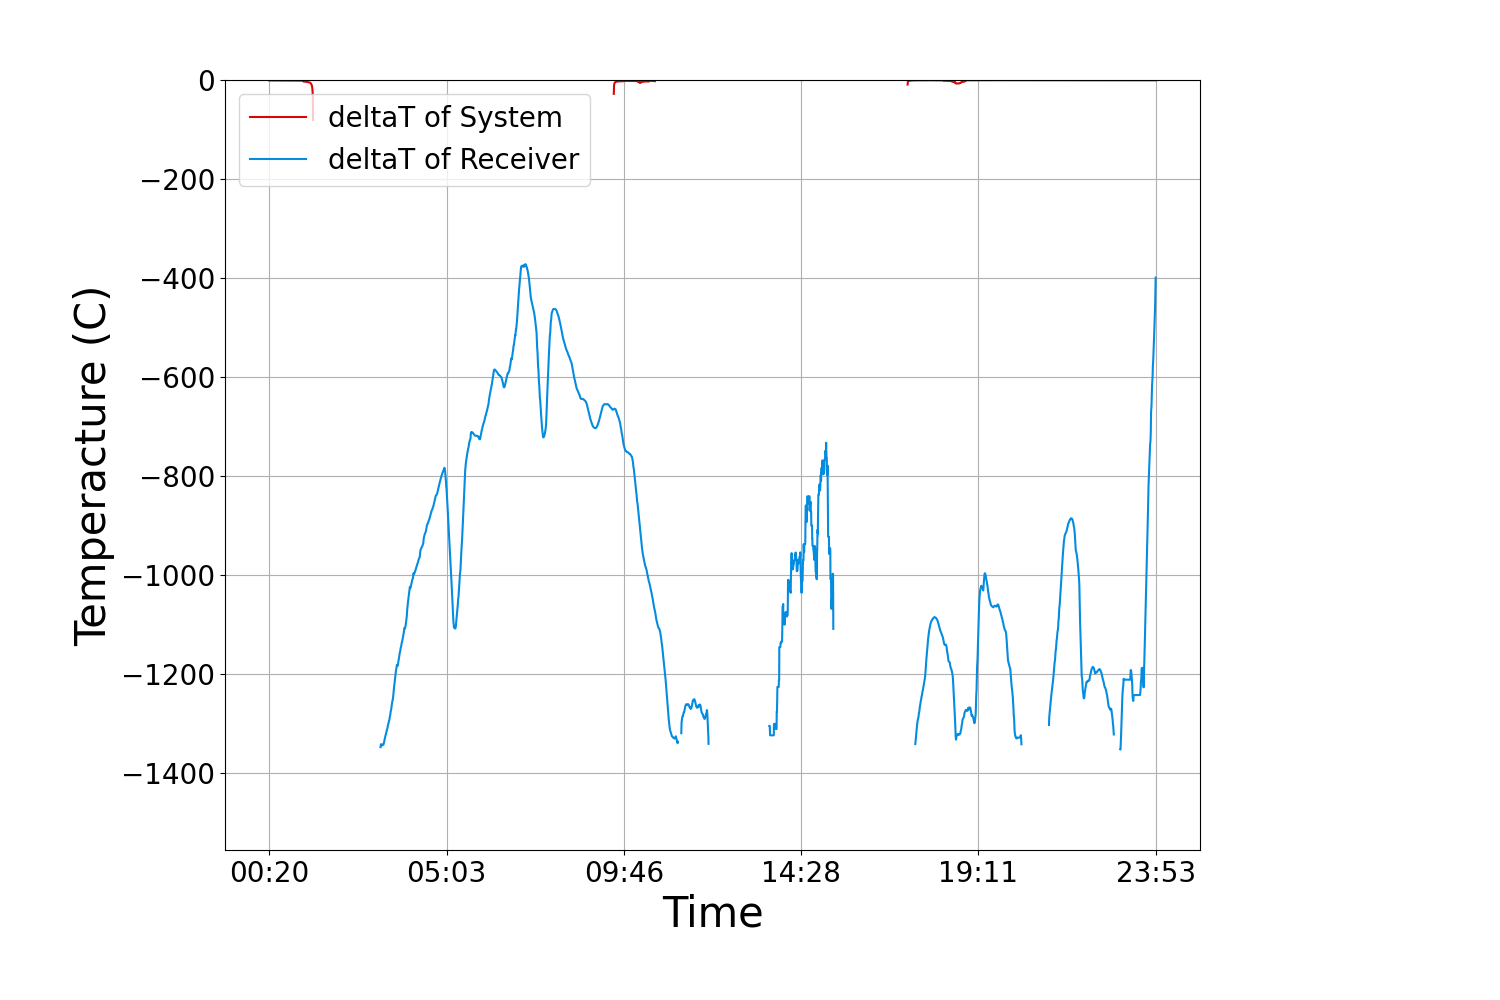 0
−200
−400
−600
−800
−1000
−1200
−1400
Temperacture (C)
deltaT of System
deltaT of Receiver
00:20 05:03 09:46 14:28 19:11 23:53
Time